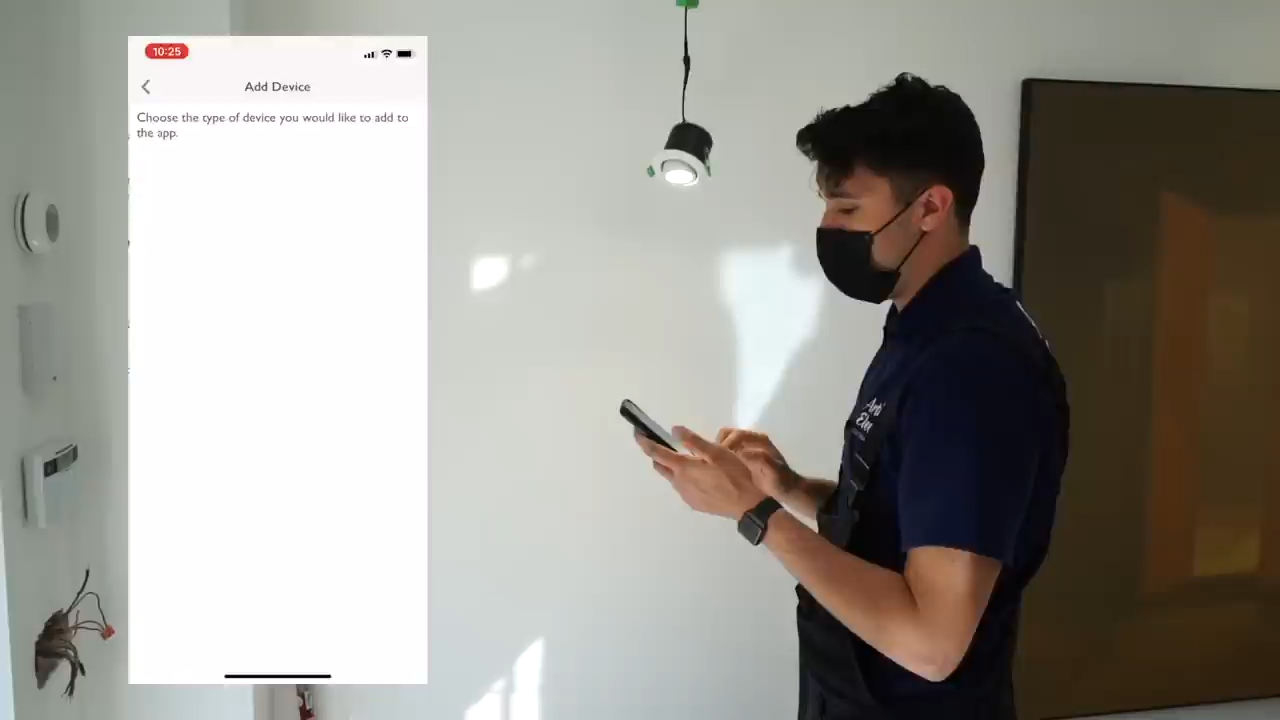 10:25
Add Device
Choose the type of device you would like to add to
the app.